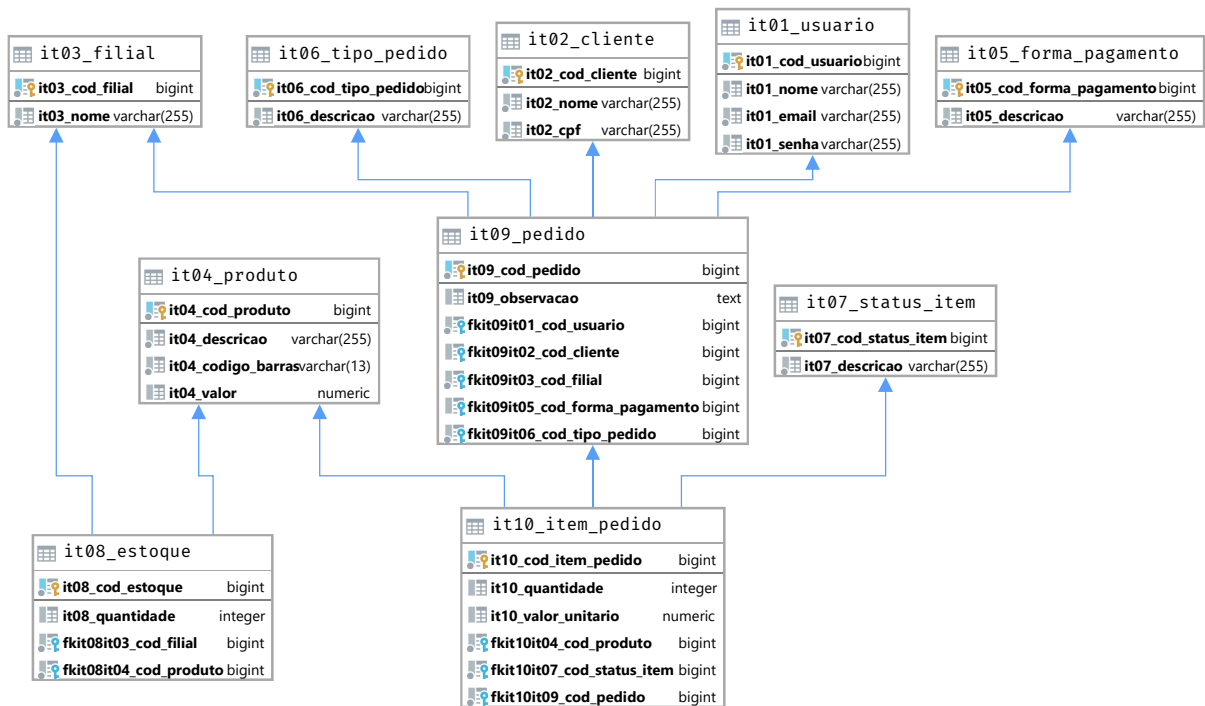 it03_filial
it03_cod_filial bigint
it03_nome varchar(255)
it06_tipo_pedido
it06_cod_tipo_pedido bigint
it06_descricao varchar(255)
it02_cliente
it02_cod_cliente bigint
it02_nome varchar(255)
it02_cpf varchar(255)
it01_usuario
it01_cod_usuario bigint
it01_nome varchar(255)
it01_email varchar(255)
it01_senha varchar(255)
it05_forma_pagamento
it05_cod_forma_pagamento bigint
it05_descricao varchar(255)
it09_pedido
it09_cod_pedido bigint
it09_observacao text
fkit09it01_cod_usuario bigint
fkit09it02_cod_cliente bigint
fkit09it03_cod_filial bigint
fkit09it05_cod_forma_pagamento bigint
fkit09it06_cod_tipo_pedido bigint
it04_produto
it04_cod_produto bigint
it04_descricao varchar(255)
it04_codigo_barras varchar(13)
it04_valor numeric
it07_status_item
it07_cod_status_item bigint
it07_descricao varchar(255)
it08_estoque
it08_cod_estoque bigint
it08_quantidade integer
fkit08it03_cod_filial bigint
fkit08it04_cod_produto bigint
it10_item_pedido
it10_cod_item_pedido bigint
it10_quantidade integer
it10_valor_unitario numeric
fkit10it04_cod_produto bigint
fkit10it07_cod_status_item bigint
fkit10it09_cod_pedido bigint